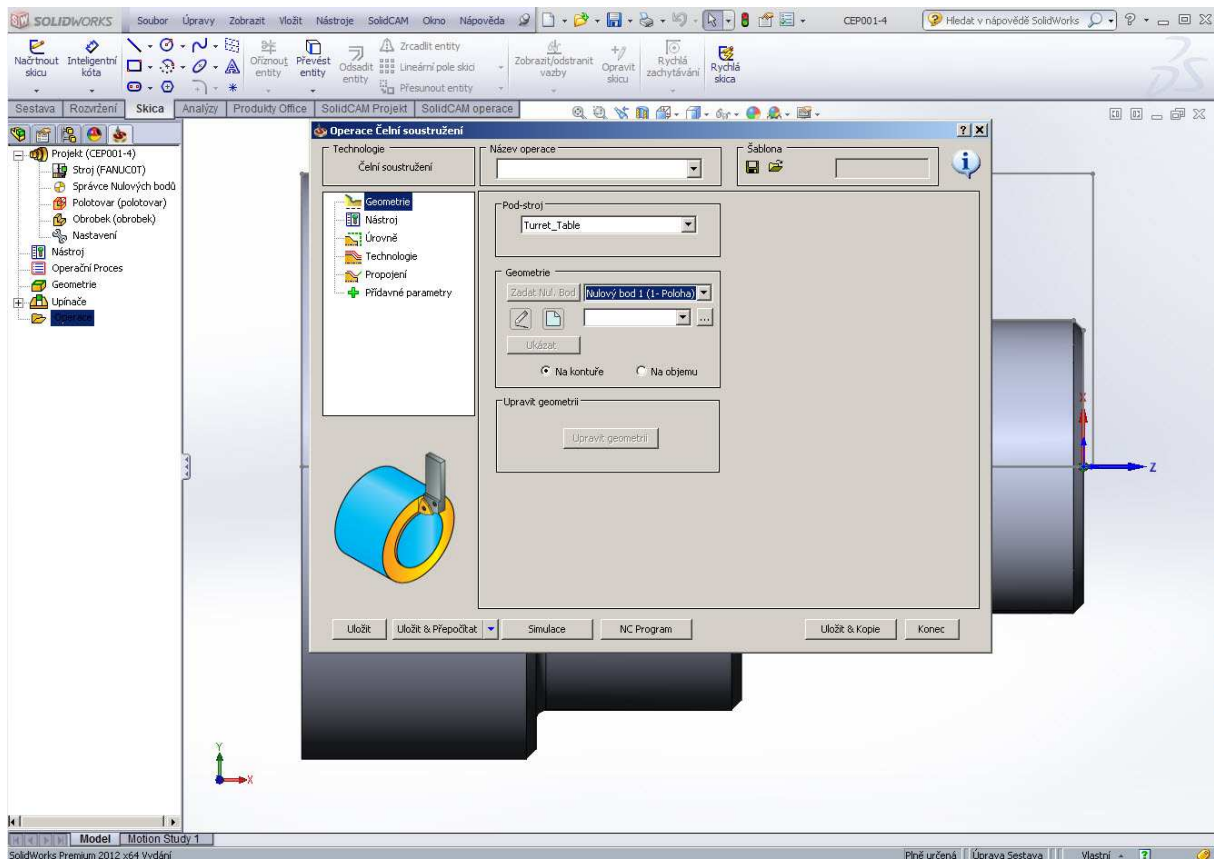 SOLIDWORKS Soubor Úpravy Zobrazit Vložit Nástroje SolidCAM Okno Nápověda CEP001-4 Hledat v nápovědě SolidWorks
Načrtnout skicu
Inteligentní kóta
Oříznout entity
Převést entity
Odsadit entity
Zrcadlit entity
Lineární pole skici
Přesunout entity
Zobrazit/odstranit vazby
Opravit skicu
Rychlá zachytávání
Rychlá skica
Sestava Rozvržení Skica Analýzy Produkty Office SolidCAM Projekt SolidCAM operace
Projekt (CEP001-4)
Stroj (FANUC0T)
Správce Nulových bodů
Polotovar (polotovar)
Obrobek (obrobek)
Nastavení
Nástroj
Operační Proces
Geometrie
Upínače
Operace
Operace Čelní soustružení
Technologie
Čelní soustružení
Název operace
Šablona
Geometrie
Nástroj
Úrovně
Technologie
Propojení
Přídavné parametry
Pod-stroj
Turret_Table
Geometrie
Zadat Nul. Bod Nulový bod 1 (1- Poloha)
...
Ukázat
Na kontuře Na objemu
Upravit geometrii
Upravit geometrii
Uložit Uložit & Přepočítat Simulace NC Program Uložit & Kopie Konec
X
Z
Y
X
Model Motion Study 1
SolidWorks Premium 2012 x64 Vydání Plně určená Úprava Sestava Vlastní